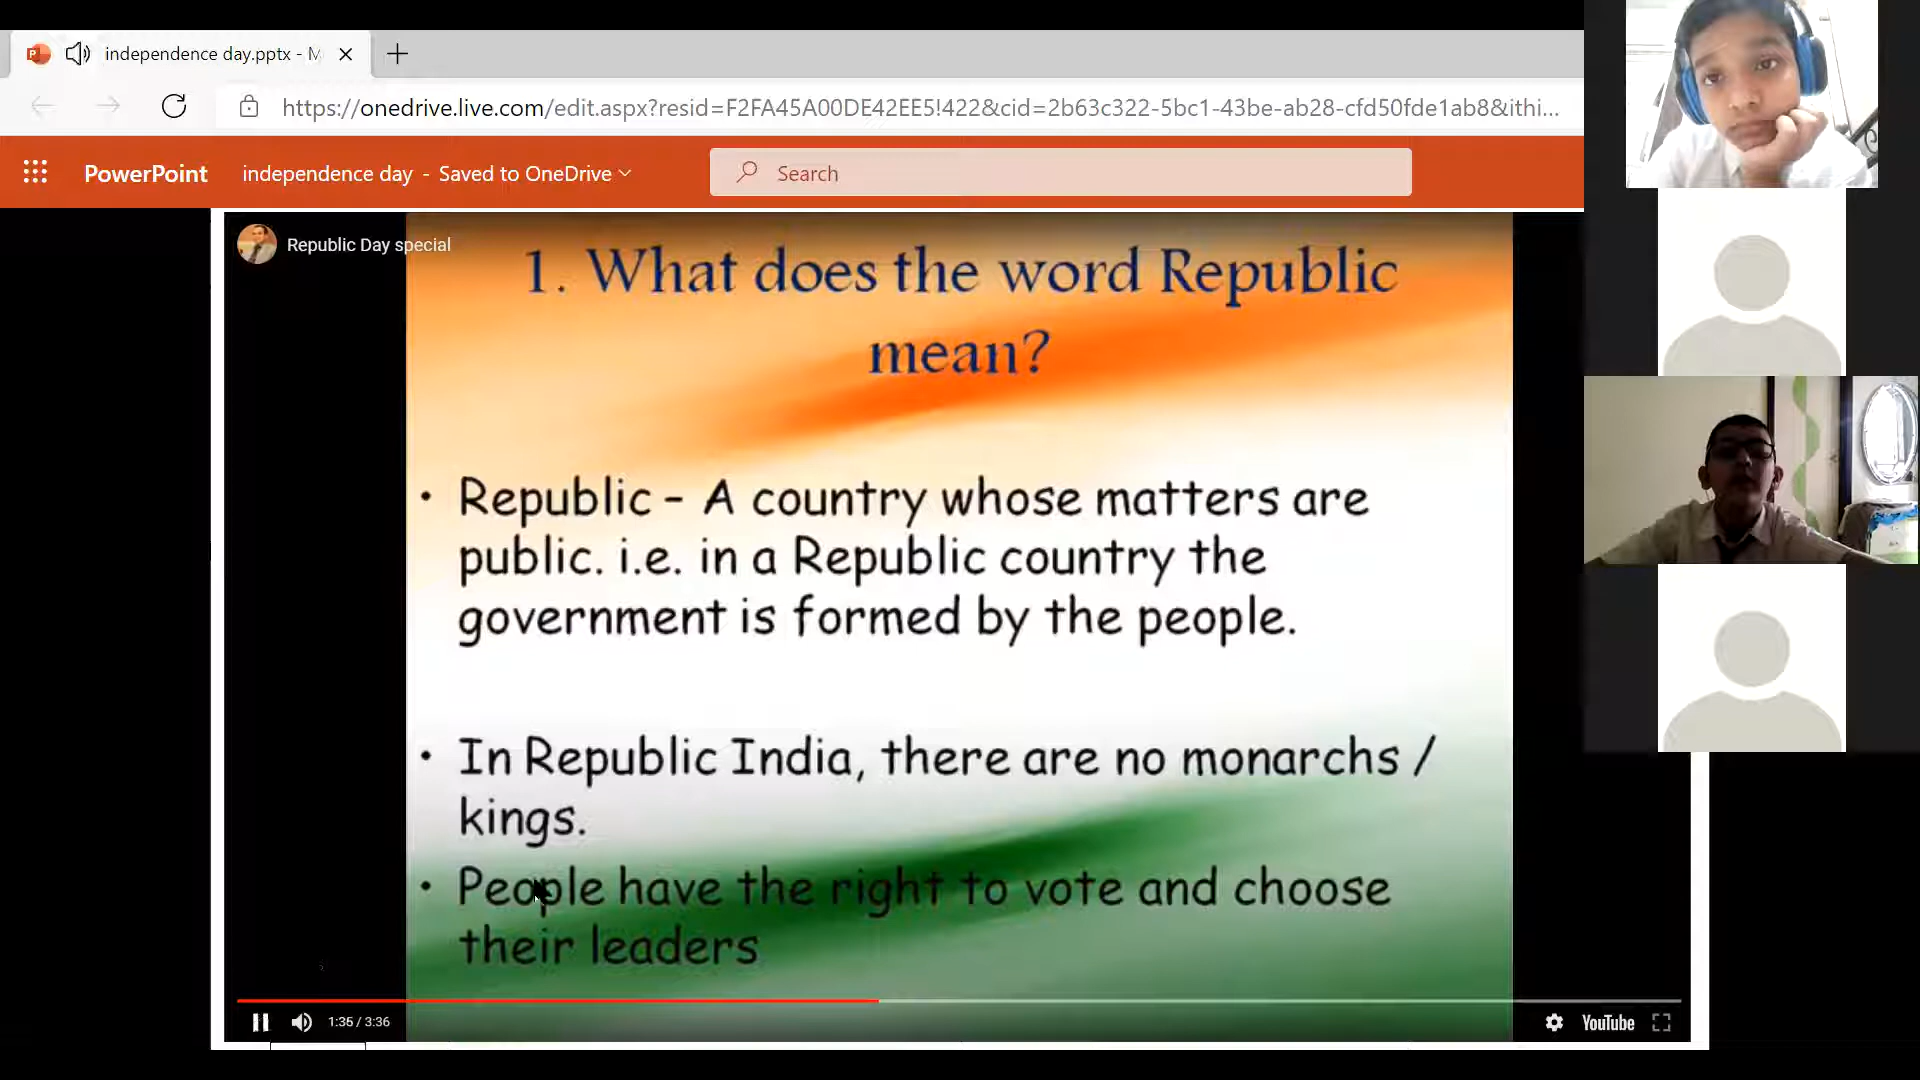 independence day.pptx - M
https://onedrive.live.com/edit.aspx?resid=F2FA45A00DE42EE5!422&cid=2b63c322-5bc1-43be-ab28-cfd50fde1ab8&ithi...
PowerPoint independence day - Saved to OneDrive Search
Republic Day special
1. What does the word Republic
mean?
• Republic – A country whose matters are
public. i.e. in a Republic country the
government is formed by the people.
• In Republic India, there are no monarchs /
kings.
• People have the right to vote and choose
their leaders
1:35 / 3:36 YouTube